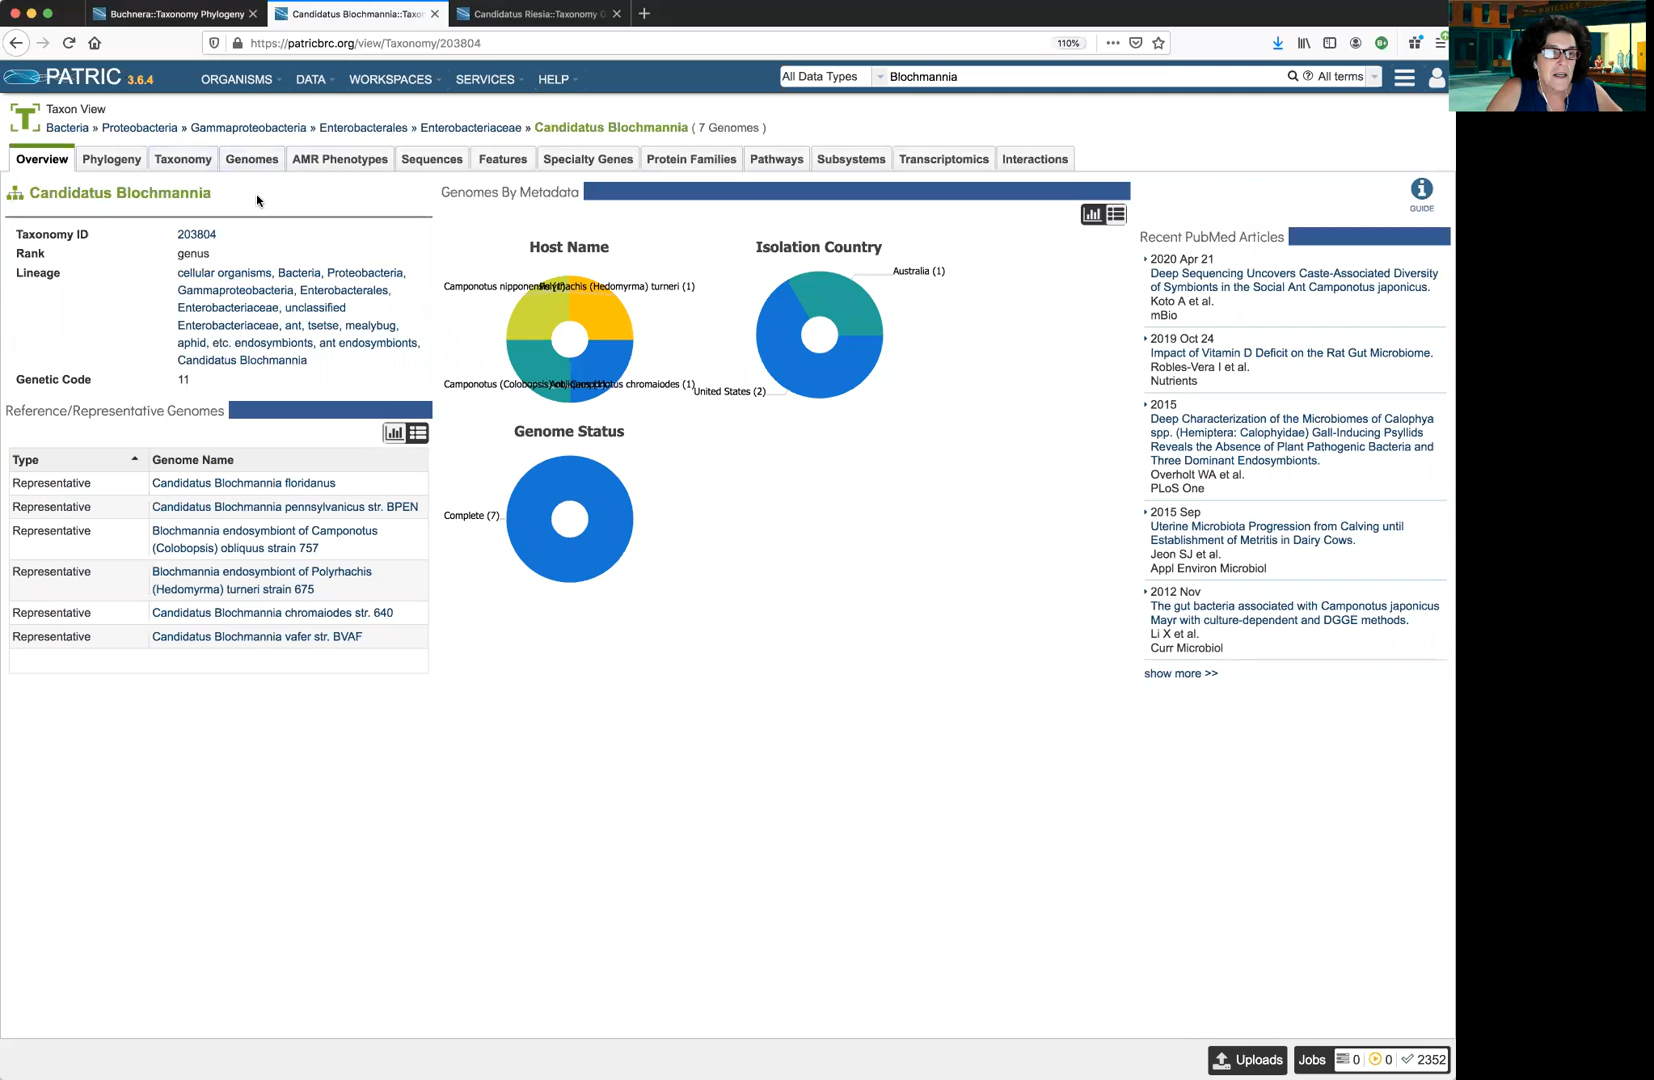 Buchnera::Taxonomy Phylogeny
Candidatus Blochmannia::Taxon
Candidatus Riesia::Taxonomy O
https://patricbrc.org/view/Taxonomy/203804
110%
PATRIC 3.6.4
ORGANISMS
DATA
WORKSPACES
SERVICES
HELP
All Data Types
Blochmannia
All terms
Taxon View
Bacteria » Proteobacteria » Gammaproteobacteria » Enterobacterales » Enterobacteriaceae » Candidatus Blochmannia ( 7 Genomes )
Overview
Phylogeny
Taxonomy
Genomes
AMR Phenotypes
Sequences
Features
Specialty Genes
Protein Families
Pathways
Subsystems
Transcriptomics
Interactions
Candidatus Blochmannia
Taxonomy ID 203804
Rank genus
Lineage cellular organisms, Bacteria, Proteobacteria,
Gammaproteobacteria, Enterobacterales,
Enterobacteriaceae, unclassified
Enterobacteriaceae, ant, tsetse, mealybug,
aphid, etc. endosymbionts, ant endosymbionts,
Candidatus Blochmannia
Genetic Code 11
Reference/Representative Genomes
Type Genome Name
Representative Candidatus Blochmannia floridanus
Representative Candidatus Blochmannia pennsylvanicus str. BPEN
Representative Blochmannia endosymbiont of Camponotus
(Colobopsis) obliquus strain 757
Representative Blochmannia endosymbiont of Polyrhachis
(Hedomyrma) turneri strain 675
Representative Candidatus Blochmannia chromaiodes str. 640
Representative Candidatus Blochmannia vafer str. BVAF
Genomes By Metadata
Host Name
Camponotus
(Hedomyrma) turneri (1)
Camponotus (Colobopsis)
chromaiodes (1)
Isolation Country
Australia (1)
United States (2)
Genome Status
Complete (7)
GUIDE
Recent PubMed Articles
2020 Apr 21
Deep Sequencing Uncovers Caste-Associated Diversity
of Symbionts in the Social Ant Camponotus japonicus.
Koto A et al.
mBio
2019 Oct 24
Impact of Vitamin D Deficit on the Rat Gut Microbiome.
Robles-Vera I et al.
Nutrients
2015
Deep Characterization of the Microbiomes of Calophya
spp. (Hemiptera: Calophyidae) Gall-Inducing Psyllids
Reveals the Absence of Plant Pathogenic Bacteria and
Three Dominant Endosymbionts.
Overholt WA et al.
PLoS One
2015 Sep
Uterine Microbiota Progression from Calving until
Establishment of Metritis in Dairy Cows.
Jeon SJ et al.
Appl Environ Microbiol
2012 Nov
The gut bacteria associated with Camponotus japonicus
Mayr with culture-dependent and DGGE methods.
Li X et al.
Curr Microbiol
show more >>
Uploads
Jobs 0 0 2352